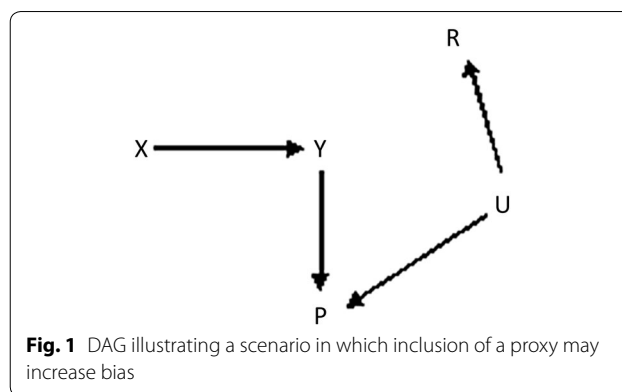 R
X
Y
U
P
Fig. 1 DAG illustrating a scenario in which inclusion of a proxy may
increase bias